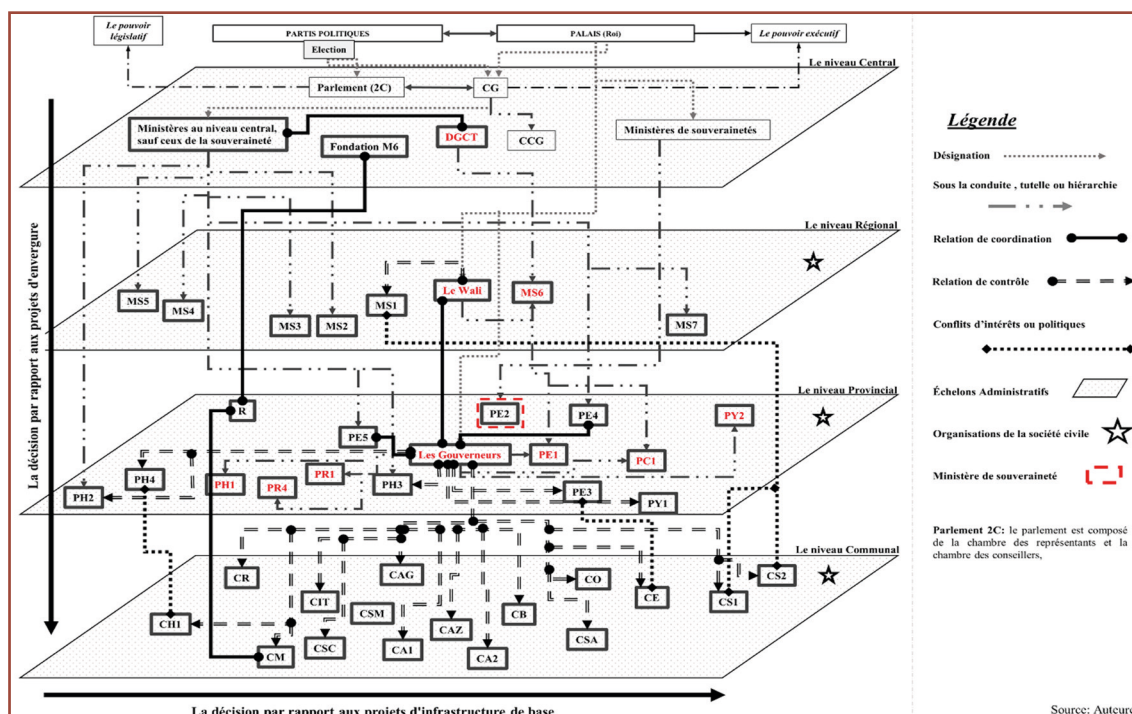 Le pouvoir
législatif
PARTIS POLITIQUES
PALAIS (Roi)
Le pouvoir exécutif
Election
Le niveau Central
Parlement (2C)
CG
Ministères au niveau central,
sauf ceux de la souveraineté
DGCT
Fondation M6
CCG
Ministères de souverainetés
La décision par rapport aux projets d'envergure
Le niveau Régional
MS5
MS4
MS3
MS2
MS1
Le Wali
MS6
MS7
Le niveau Provincial
R
PE5
PE2
PE4
PY2
Les Gouverneurs
PE1
PC1
PH2
PH4
PH1
PR4
PR1
PH3
PE3
PY1
Le niveau Communal
CR
CAG
CO
CS2
CIT
CE
CS1
CH1
CSM
CB
CM
CSC
CA1
CAZ
CA2
CSA
La décision par rapport aux projets d'infrastructure de base
Légende
Désignation
Sous la conduite , tutelle ou hiérarchie
Relation de coordination
Relation de contrôle
Conflits d'intérêts ou politiques
Échelons Administratifs
Organisations de la société civile
Ministère de souveraineté
Parlement 2C: le parlement est composé
de la chambre des représentants et la
chambre des conseillers,
Source: Auteure